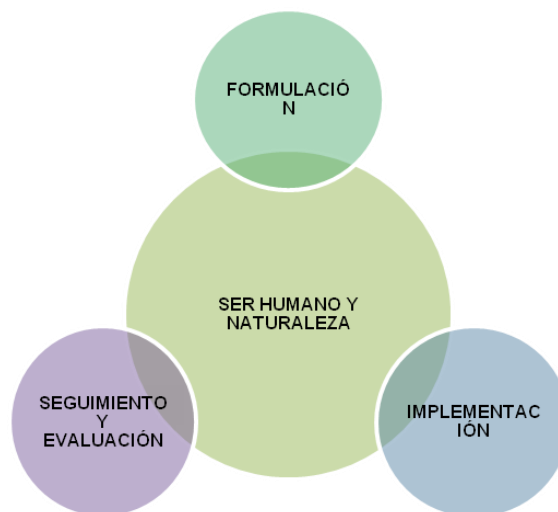 FORMULACIÓ
N
SER HUMANO Y
NATURALEZA
SEGUIMIENTO
Y
EVALUACIÓN
IMPLEMENTAC
IÓN